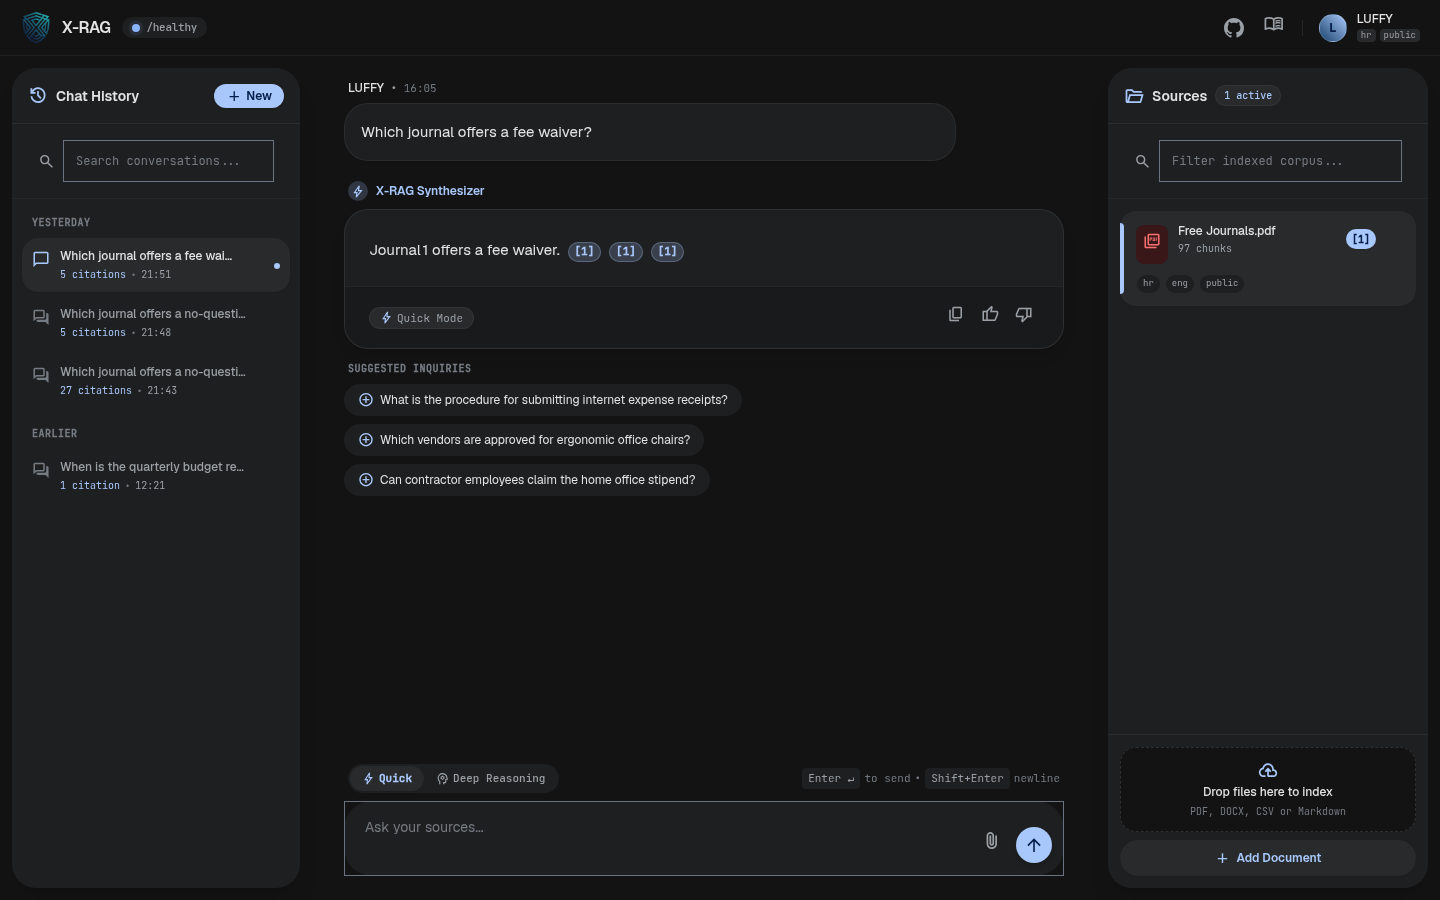 X-RAG
/healthy
L
LUFFY
hr public
Chat History
+ New
Search conversations...
YESTERDAY
Which journal offers a fee wai...
5 citations • 21:51
Which journal offers a no-questi...
5 citations • 21:48
Which journal offers a no-questi...
27 citations • 21:43
EARLIER
When is the quarterly budget re...
1 citation • 12:21
LUFFY • 16:05
Which journal offers a fee waiver?
X-RAG Synthesizer
Journal 1 offers a fee waiver. [1] [1] [1]
Quick Mode
SUGGESTED INQUIRIES
What is the procedure for submitting internet expense receipts?
Which vendors are approved for ergonomic office chairs?
Can contractor employees claim the home office stipend?
Quick Deep Reasoning
Enter ↵ to send • Shift+Enter newline
Ask your sources...
Sources 1 active
Filter indexed corpus...
Free Journals.pdf
97 chunks
[1]
hr eng public
Drop files here to index
PDF, DOCX, CSV or Markdown
+ Add Document